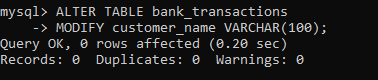 mysql> ALTER TABLE bank_transactions
    -> MODIFY customer_name VARCHAR(100);
Query OK, 0 rows affected (0.20 sec)
Records: 0  Duplicates: 0  Warnings: 0